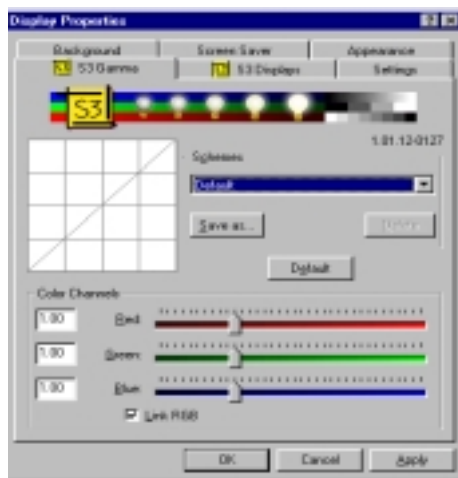 Display Properties
Background Screen Saver Appearance
S3 S3 Gamma S3 Displays Settings
S3
1.01.12-0127
Schemes
Default
Save as... Delete
Default
Color Channels
1.00 Red:
1.00 Green:
1.00 Blue:
Link RGB
OK Cancel Apply